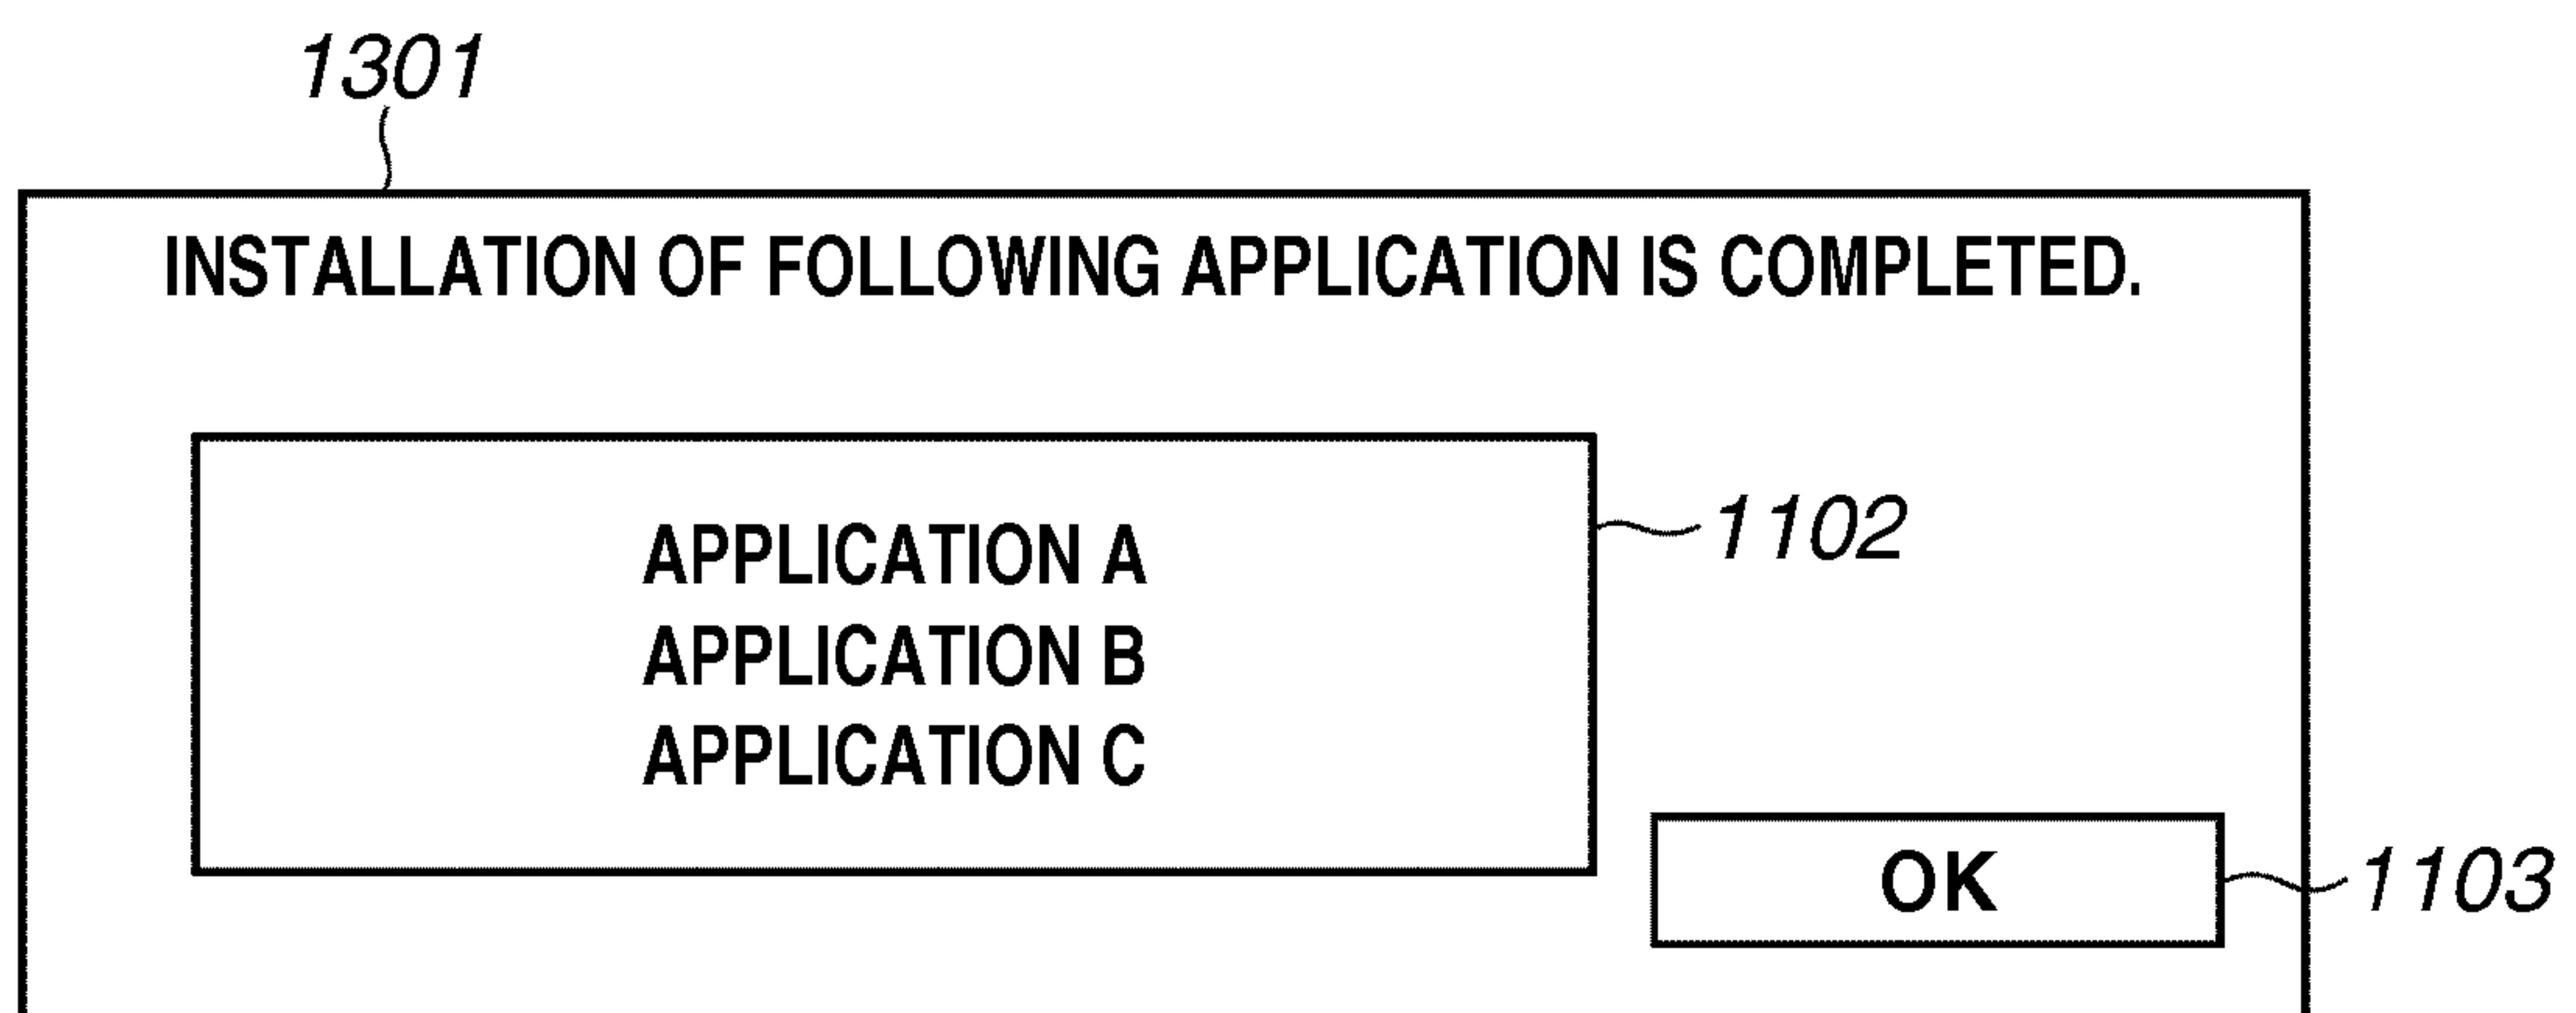 1301
INSTALLATION OF FOLLOWING APPLICATION IS COMPLETED.
APPLICATION A
1102
APPLICATION B
APPLICATION C
OK
1103